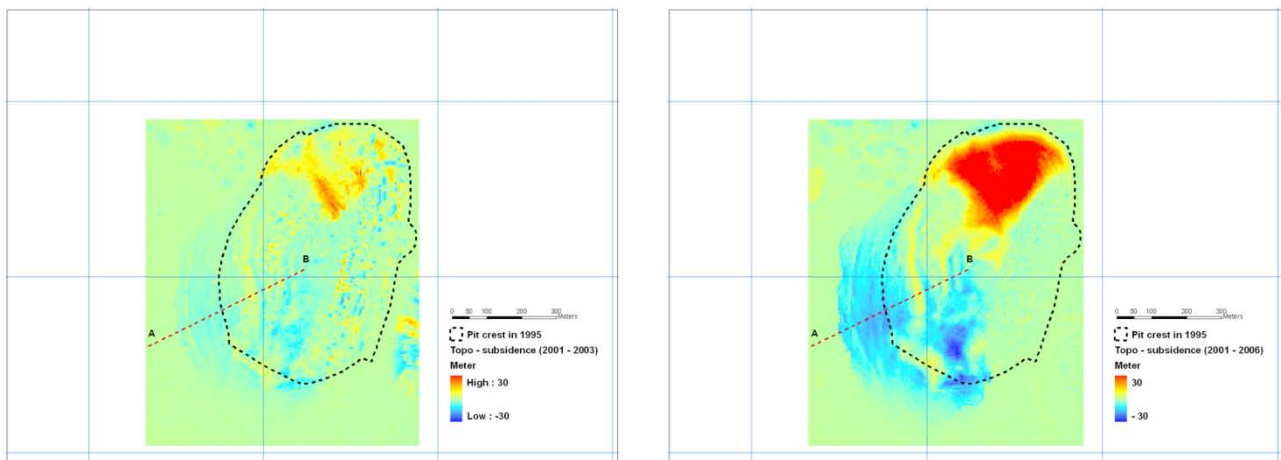 B
A
0 50 100 200 300
Meters
Pit crest in 1995
Topo - subsidence (2001 - 2003)
Meter
High : 30
Low : -30
B
A
0 50 100 200 300
Meters
Pit crest in 1995
Topo - subsidence (2001 - 2006)
Meter
30
- 30